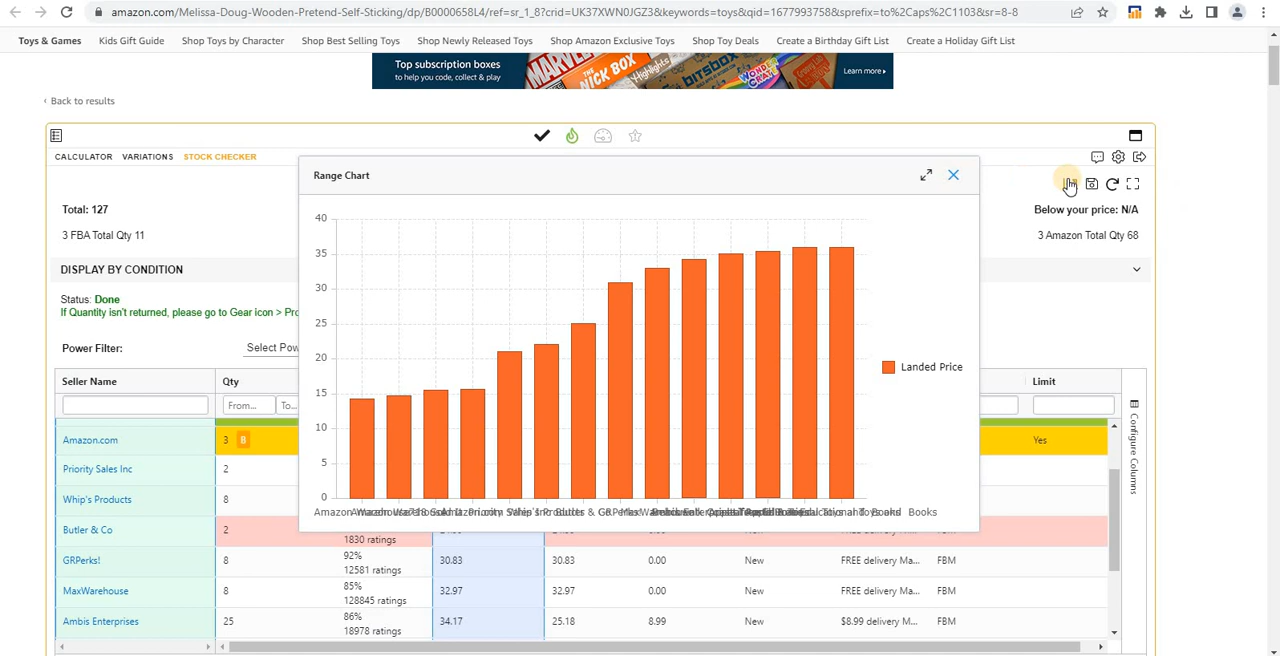 amazon.com/Melissa-Doug-Wooden-Pretend-Self-Sticking/dp/B0000658L4/ref=sr_1_8?crid=UK37XWN0JGZ3&keywords=toys&qid=1677993758&sprefix=to%2Caps%2C1103&sr=8-8
Toys & Games Kids Gift Guide Shop Toys by Character Shop Best Selling Toys Shop Newly Released Toys Shop Amazon Exclusive Toys Shop Toy Deals Create a Birthday Gift List Create a Holiday Gift List
Top subscription boxes
to help you code, collect & play
MARVEL
THE NICK BOX
Highlights
bitsbox
WONDER CRATE
Learn more
‹ Back to results
CALCULATOR VARIATIONS STOCK CHECKER
Range Chart
Total: 127
Below your price: N/A
3 FBA Total Qty 11
3 Amazon Total Qty 68
DISPLAY BY CONDITION
Status: Done
If Quantity isn't returned, please go to Gear icon > Pro
Power Filter: Select Pow
40
35
30
25
20
15
10
5
0
Landed Price
Seller Name Qty Limit
From... To...
Configure Columns
Amazon.com 3 B Yes
Priority Sales Inc 2
Whip's Products 8
Butler & Co 2
1830 ratings
GRPerks! 8 92% 30.83 30.83 0.00 New FREE delivery Ma... FBM
12581 ratings
MaxWarehouse 8 85% 32.97 32.97 0.00 New FREE delivery Ma... FBM
128845 ratings
Ambis Enterprises 25 86% 34.17 25.18 8.99 New $8.99 delivery M... FBM
18978 ratings